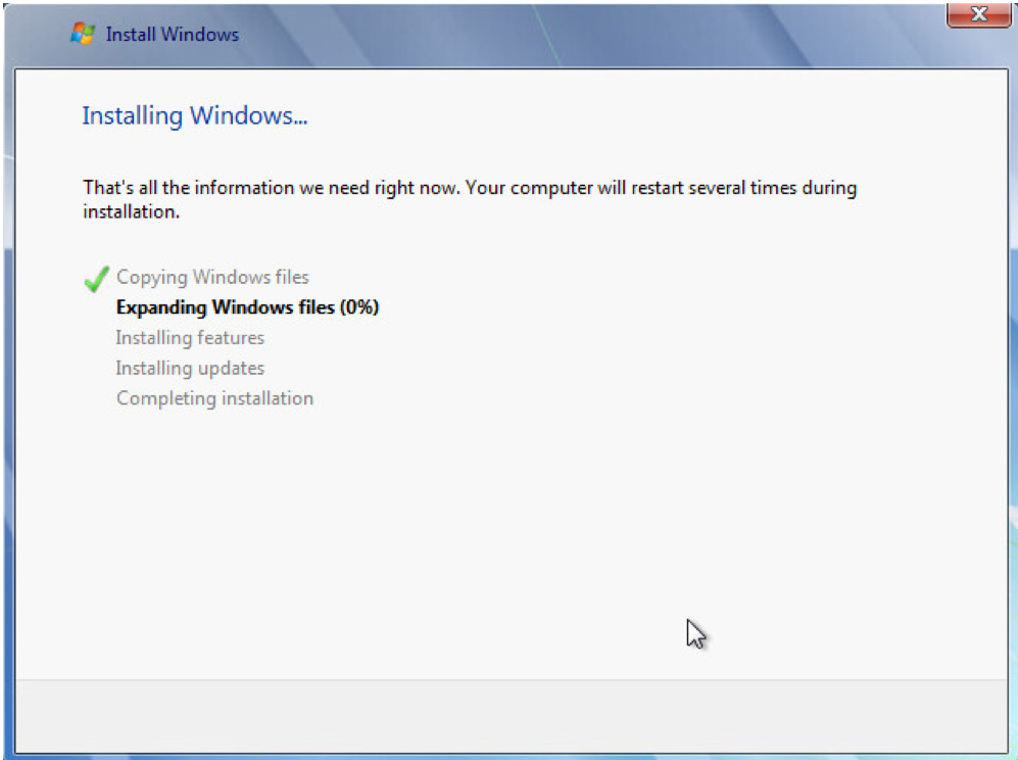 Install Windows
Installing Windows...
That's all the information we need right now. Your computer will restart several times during
installation.
Copying Windows files
Expanding Windows files (0%)
Installing features
Installing updates
Completing installation